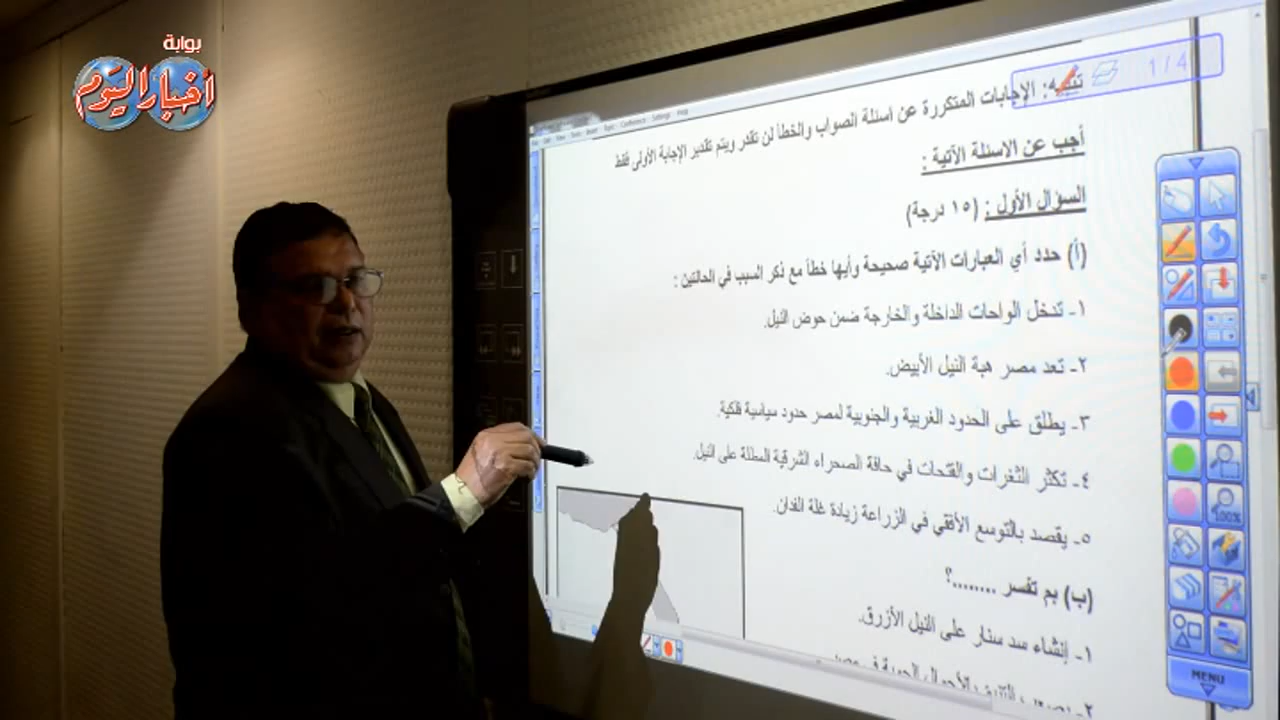 بوابة
أخبار اليوم
1/4
تنبيه: الإجابات المتكررة عن اسئلة الصواب والخطأ لن تقدر ويتم تقدير الإجابة الأولى فقط
أجب عن الاسئلة الآتية :
السؤال الأول : (١٥ درجة)
(أ) حدد أي العبارات الآتية صحيحة وأيها خطأ مع ذكر السبب في الحالتين :
١- تدخل الواحات الداخلة والخارجة ضمن حوض النيل.
٢- تعد مصر هبة النيل الأبيض.
٣- يطلق على الحدود الغربية والجنوبية لمصر حدود سياسية فلكية.
٤- تكثر الثغرات والفتحات في حافة الصحراء الشرقية المطلة على النيل.
٥- يقصد بالتوسع الأفقي في الزراعة زيادة غلة الفدان.
(ب) بم تفسر ........؟
١- إنشاء سد سنار على النيل الأزرق.
٢-
100%
MENU